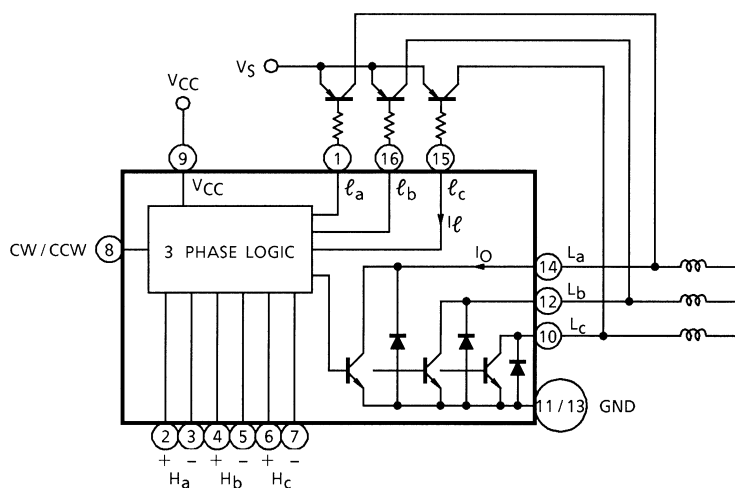 VS
VCC
9
1
16
15
VCC
ℓa
ℓb
ℓc
Iℓ
CW / CCW
8
3 PHASE LOGIC
IO
14
La
12
Lb
10
Lc
11 / 13
GND
2 3 4 5 6 7
+ − + − + −
Ha Hb Hc